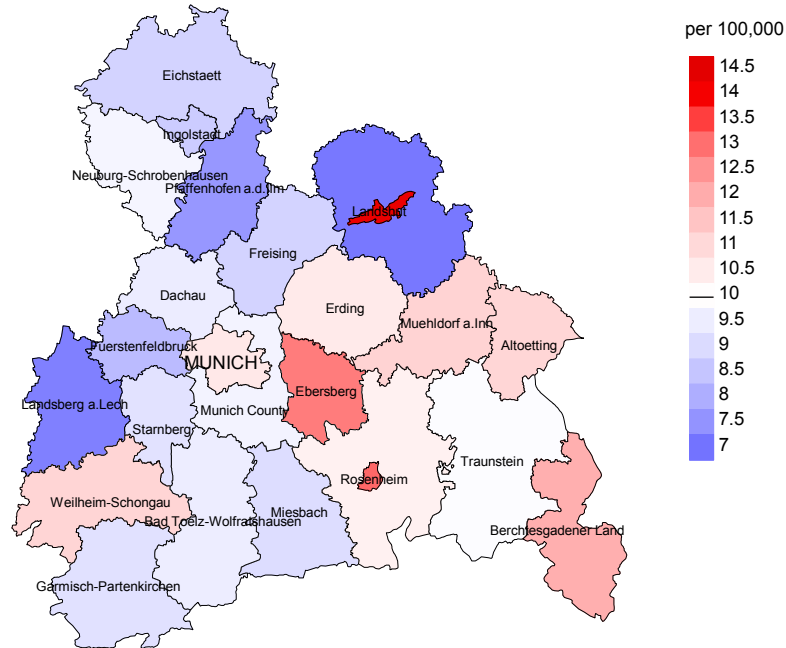 per 100,000
14.5
14
13.5
13
12.5
12
11.5
11
10.5
10
9.5
9
8.5
8
7.5
7
Eichstaett
Ingolstadt
Neuburg-Schrobenhausen
Pfaffenhofen a.d.Ilm
Landshut
Freising
Dachau
Erding
Muehldorf a.Inn
Altoetting
Fuerstenfeldbruck
MUNICH
Ebersberg
Landsberg a.Lech
Munich County
Starnberg
Traunstein
Rosenheim
Weilheim-Schongau
Miesbach
Bad Toelz-Wolfratshausen
Berchtesgadener Land
Garmisch-Partenkirchen